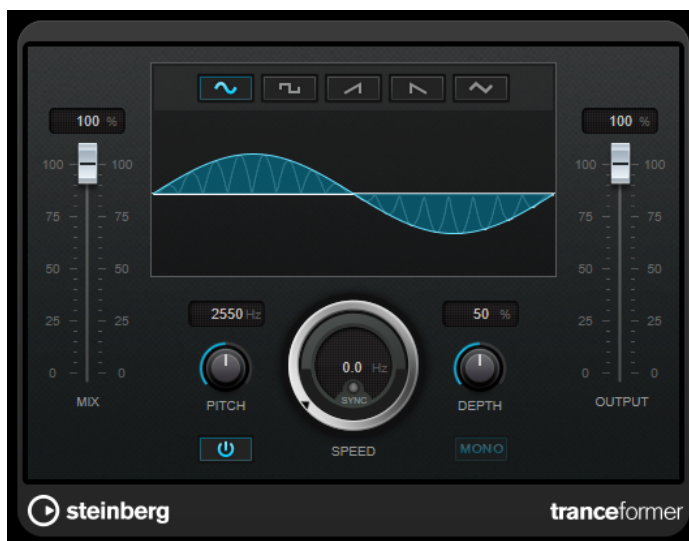 100 %
100 %
100 100
100 100
75 75
75 75
50 50
50 50
2550 Hz
50 %
25 25
25 25
0.0 Hz
0 0
0 0
SYNC
MIX
PITCH
DEPTH
OUTPUT
SPEED
MONO
steinberg
tranceformer